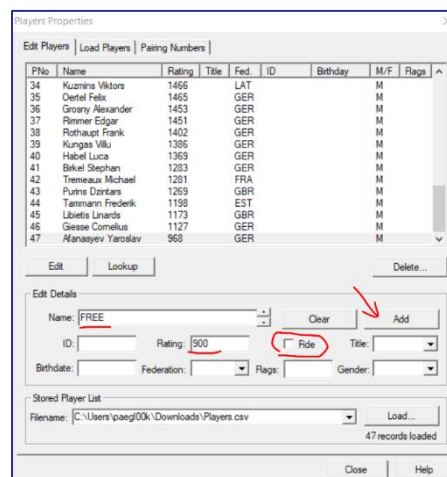 Players Properties
Edit Players Load Players Pairing Numbers
PNo Name Rating Title Fed. ID Birthday M/F Flags
34 Kuzmins Viktors 1466 LAT M
35 Oertel Felix 1465 GER M
36 Grosny Alexander 1453 GER M
37 Rimmer Edgar 1451 GER M
38 Rothaupt Frank 1402 GER M
39 Kungas Villu 1386 GER M
40 Habel Luca 1369 GER M
41 Birkel Stephan 1283 GER M
42 Tremeaux Michael 1281 FRA M
43 Purins Dzintars 1269 GBR M
44 Tammann Frederik 1198 EST M
45 Libietis Linards 1173 GBR M
46 Giesse Cornelius 1127 GER M
47 Afanasyev Yaroslav 968 GER M
Edit Lookup Delete...
Edit Details
Name: FREE Clear Add
ID: Rating: 900 Fide Title:
Birthdate: Federation: Flags: Gender:
Stored Player List
Filename: C:\Users\paegl00k\Downloads\Players.csv Load...
47 records loaded
Close Help